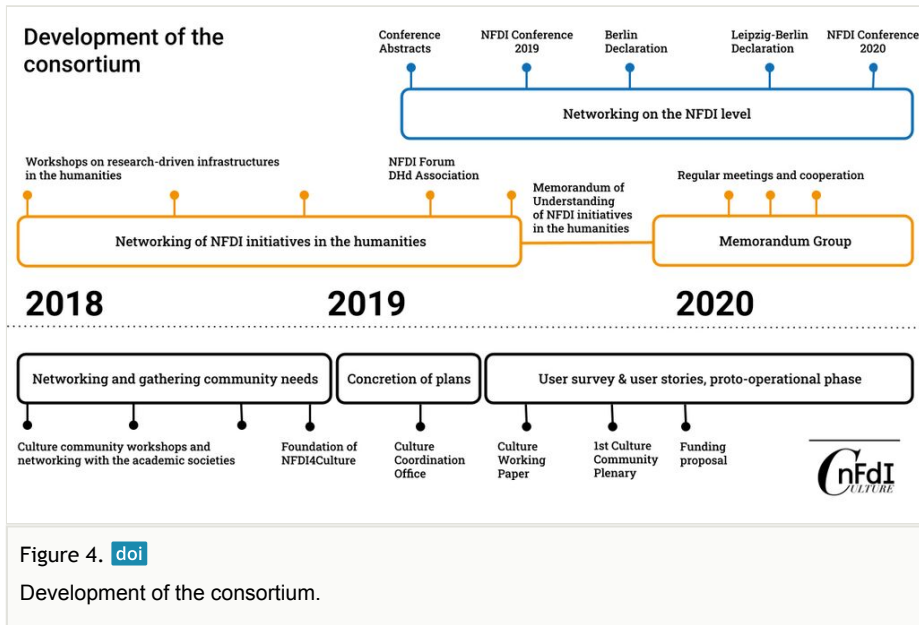 Development of the
consortium
Conference
Abstracts
NFDI Conference
2019
Berlin
Declaration
Leipzig-Berlin
Declaration
NFDI Conference
2020
Networking on the NFDI level
Workshops on research-driven infrastructures
in the humanities
NFDI Forum
DHd Association
Memorandum of
Understanding
of NFDI initiatives
in the humanities
Regular meetings and cooperation
Networking of NFDI initiatives in the humanities
Memorandum Group
2018
2019
2020
Networking and gathering community needs
Concretion of plans
User survey & user stories, proto-operational phase
Culture community workshops and
networking with the academic societies
Foundation of
NFDI4Culture
Culture
Coordination
Office
Culture
Working
Paper
1st Culture
Community
Plenary
Funding
proposal
nFdI
CULTURE
Figure 4. doi
Development of the consortium.